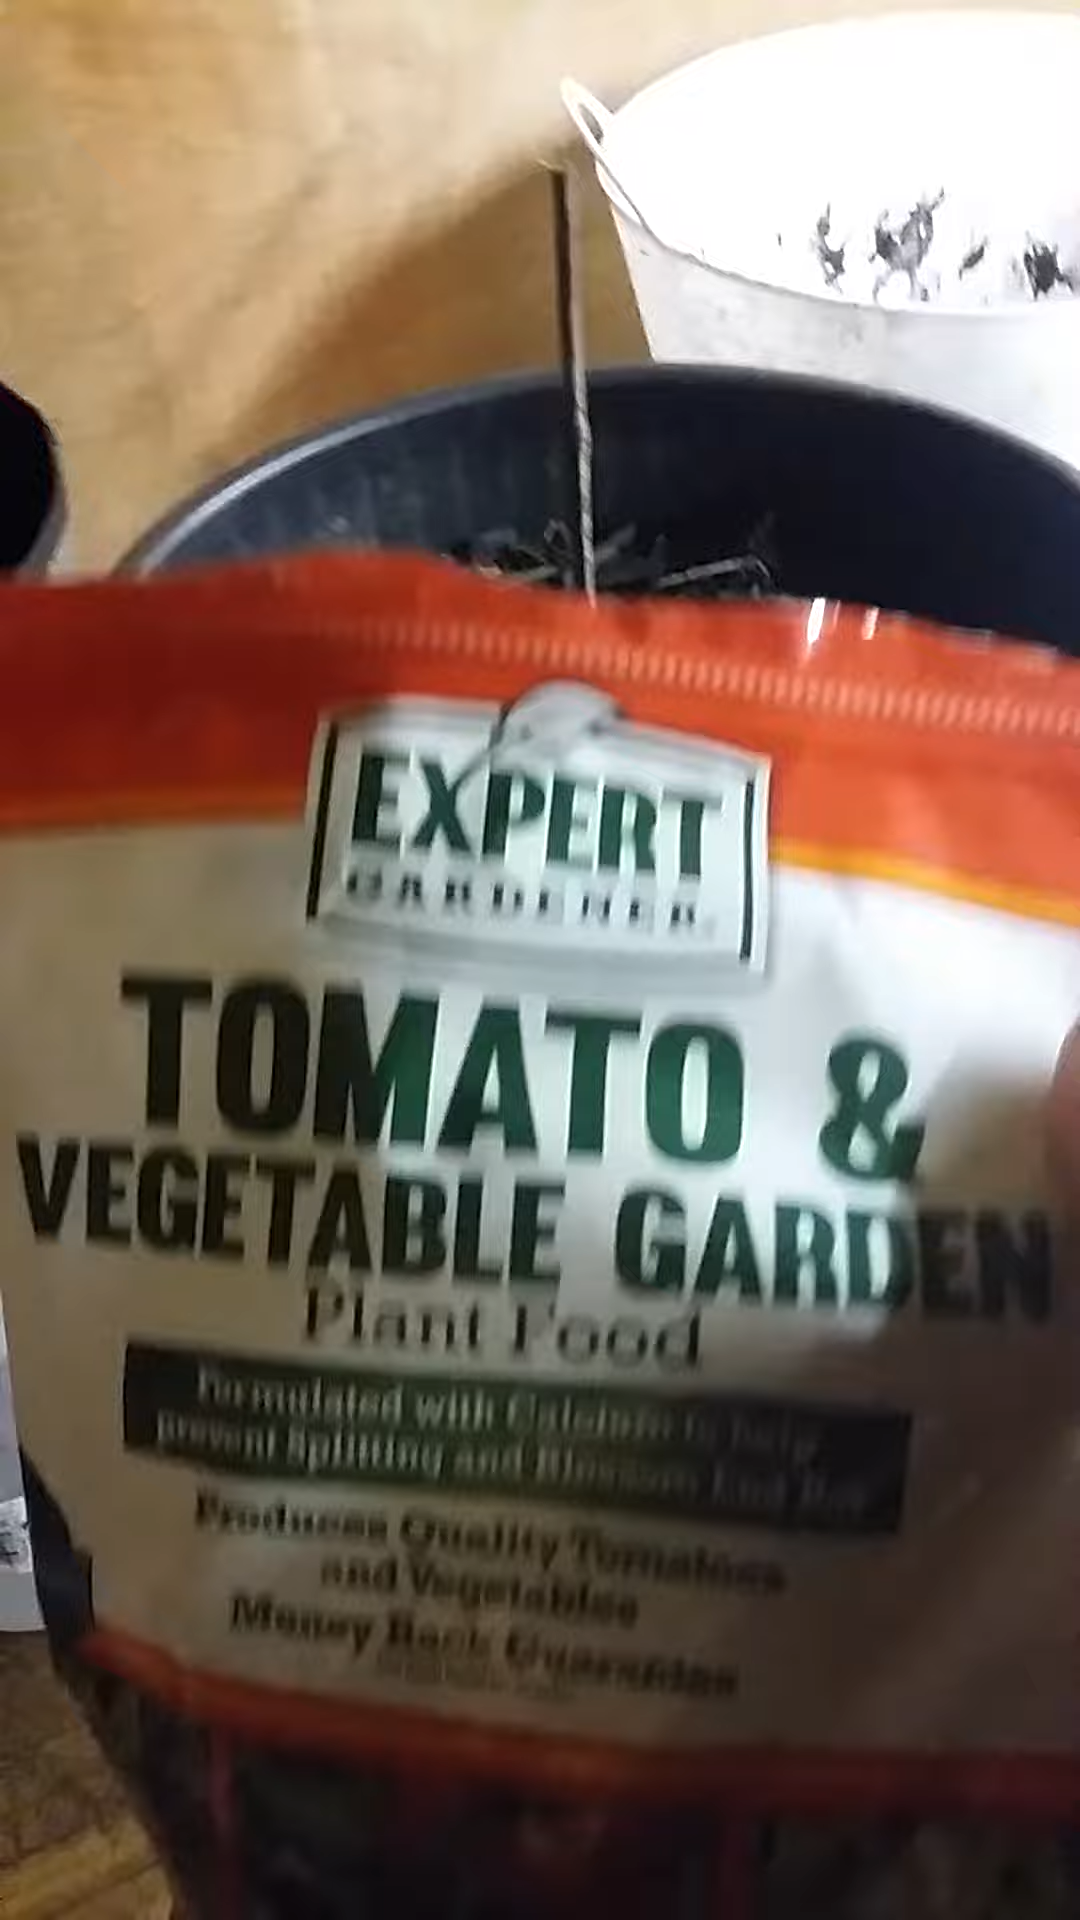 EXPERT
GARDENER
TOMATO &
VEGETABLE GARDEN
Plant Food
Formulated with Calcium to help
prevent Splitting and Blossom End Rot
Produces Quality Tomatoes
and Vegetables
Money Back Guarantee